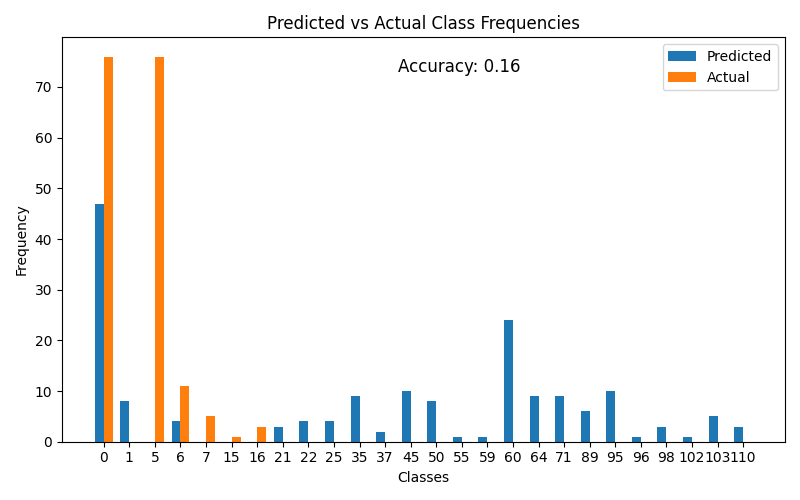 Predicted vs Actual Class Frequencies
Accuracy: 0.16
Predicted
Actual
Frequency
70
60
50
40
30
20
10
0
0 1 5 6 7 15 16 21 22 25 35 37 45 50 55 59 60 64 71 89 95 96 98 102 103 110
Classes